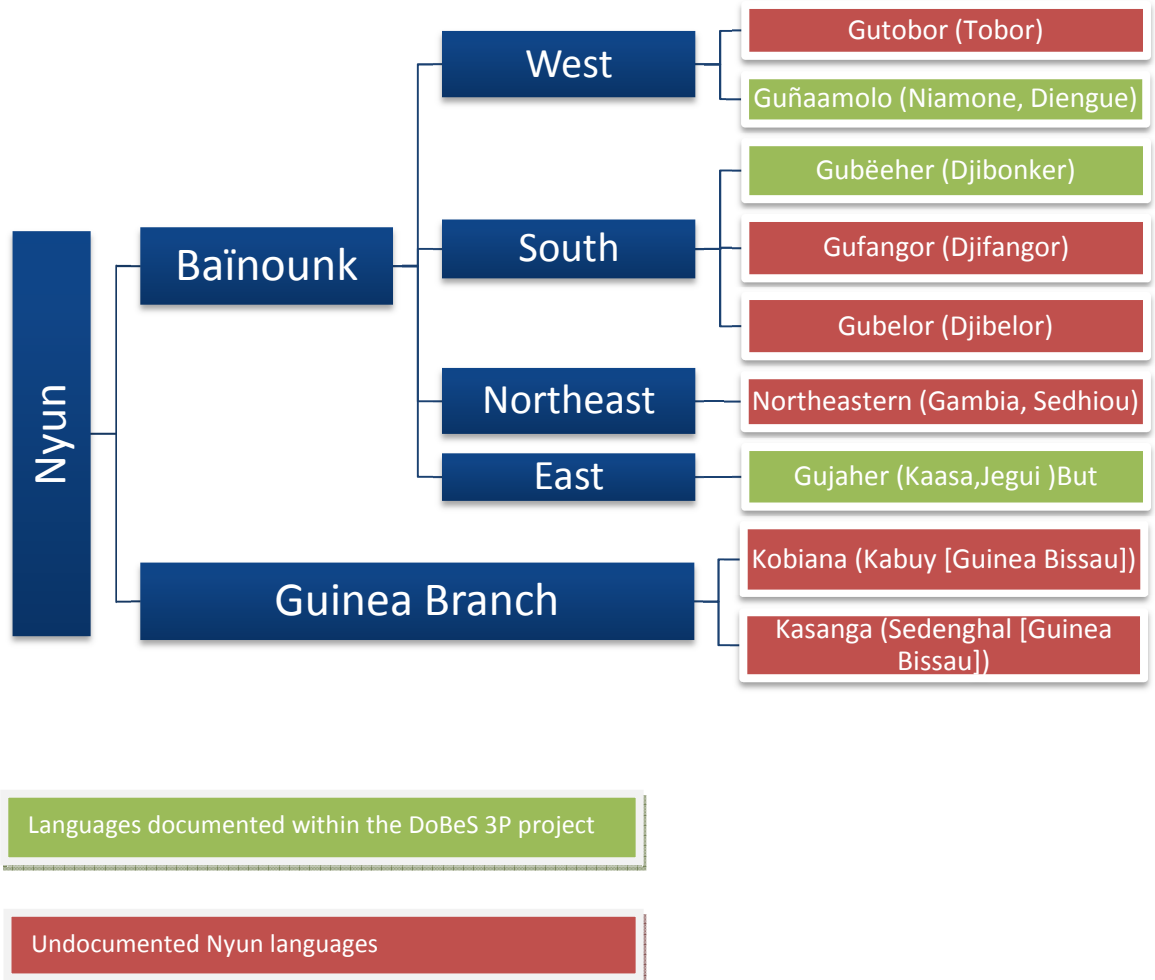 Nyun
Baïnounk
West
Gutobor (Tobor)
Guñaamolo (Niamone, Diengue)
South
Gubëeher (Djibonker)
Gufangor (Djifangor)
Gubelor (Djibelor)
Northeast
Northeastern (Gambia, Sedhiou)
East
Gujaher (Kaasa,Jegui )But
Guinea Branch
Kobiana (Kabuy [Guinea Bissau])
Kasanga (Sedenghal [Guinea
Bissau])
Languages documented within the DoBeS 3P project
Undocumented Nyun languages